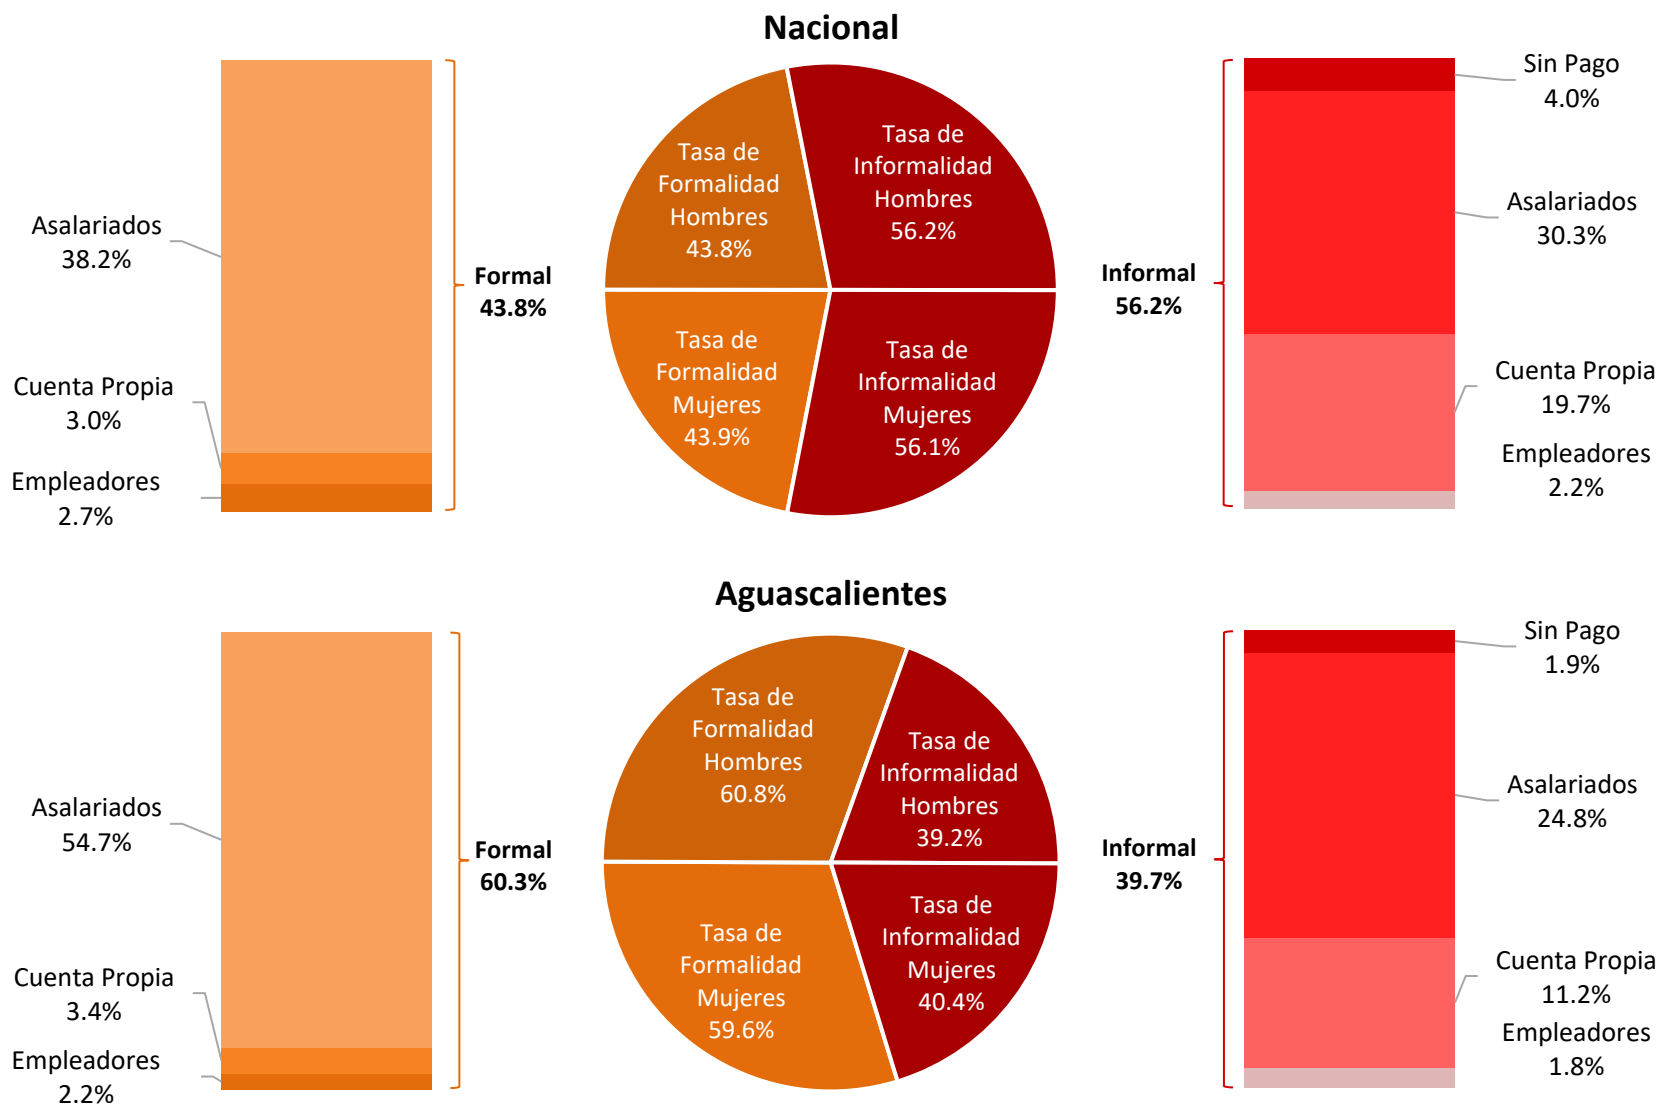 Nacional
Asalariados
38.2%
Cuenta Propia
3.0%
Empleadores
2.7%
Formal
43.8%
Tasa de
Formalidad
Hombres
43.8%
Tasa de
Informalidad
Hombres
56.2%
Tasa de
Formalidad
Mujeres
43.9%
Tasa de
Informalidad
Mujeres
56.1%
Informal
56.2%
Sin Pago
4.0%
Asalariados
30.3%
Cuenta Propia
19.7%
Empleadores
2.2%
Aguascalientes
Asalariados
54.7%
Cuenta Propia
3.4%
Empleadores
2.2%
Formal
60.3%
Tasa de
Formalidad
Hombres
60.8%
Tasa de
Informalidad
Hombres
39.2%
Tasa de
Formalidad
Mujeres
59.6%
Tasa de
Informalidad
Mujeres
40.4%
Informal
39.7%
Sin Pago
1.9%
Asalariados
24.8%
Cuenta Propia
11.2%
Empleadores
1.8%